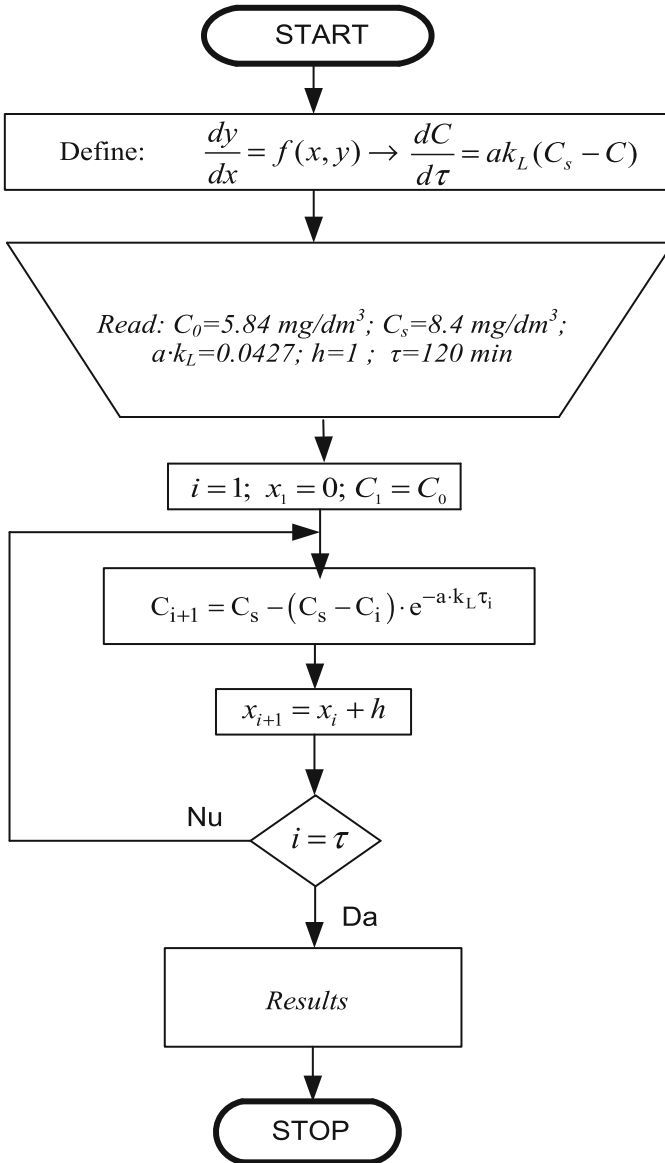 START
Define: dy/dx = f(x, y) → dC/dτ = ak_L(C_s − C)
Read: C_0=5.84 mg/dm^3; C_s=8.4 mg/dm^3;
a·k_L=0.0427; h=1 ; τ=120 min
i = 1; x_1 = 0; C_1 = C_0
C_{i+1} = C_s − (C_s − C_i) · e^{−a·k_L τ_i}
x_{i+1} = x_i + h
Nu
i = τ
Da
Results
STOP